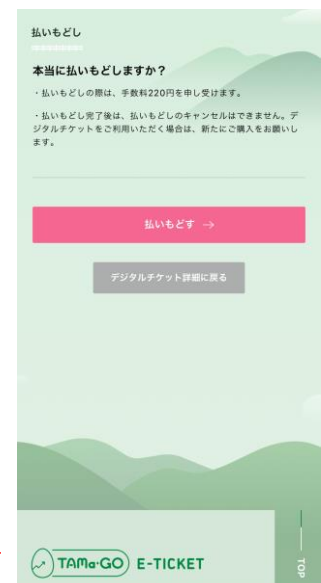 払いもどし
本当に払いもどしますか？
・払いもどしの際は、手数料220円を申し受けます。
・払いもどし完了後は、払いもどしのキャンセルはできません。デ
ジタルチケットをご利用いただく場合は、新たにご購入をお願いし
ます。
払いもどす →
デジタルチケット詳細に戻る
TAMa·GO E-TICKET
TOP